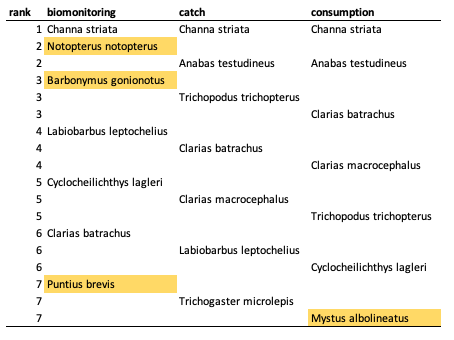 rank biomonitoring catch consumption
1 Channa striata Channa striata Channa striata
2 Notopterus notopterus
2 Anabas testudineus Anabas testudineus
3 Barbonymus gonionotus
3 Trichopodus trichopterus
3 Clarias batrachus
4 Labiobarbus leptochelius
4 Clarias batrachus
4 Clarias macrocephalus
5 Cyclocheilichthys lagleri
5 Clarias macrocephalus
5 Trichopodus trichopterus
6 Clarias batrachus
6 Labiobarbus leptochelius
6 Cyclocheilichthys lagleri
7 Puntius brevis
7 Trichogaster microlepis
7 Mystus albolineatus